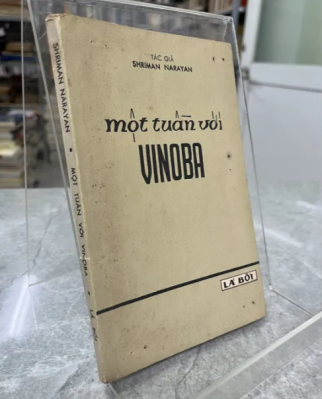 TÁC GIẢ
SHRIMAN NARAYAN
một tuần với
VINOBA
LÁ BỐI
SHRIMAN NARAYAN • MỘT TUẦN VỚI VINOBA •